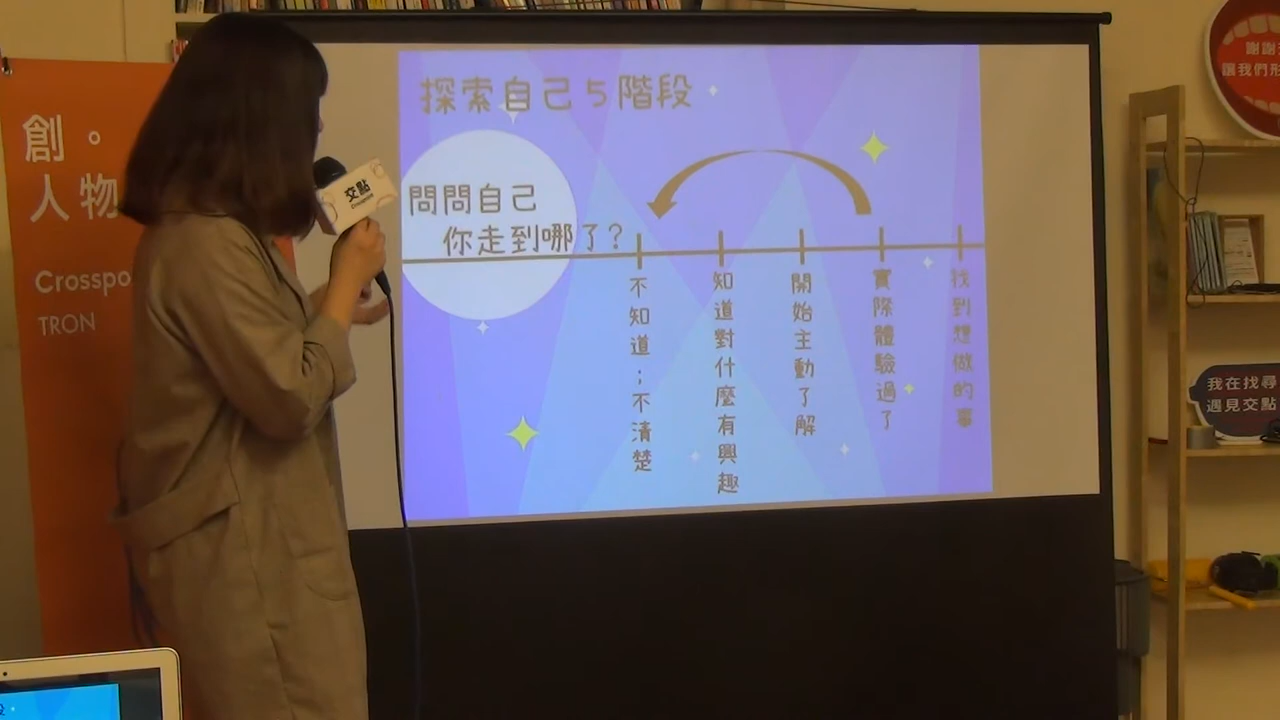 探索自己5階段
問問自己
你走到哪了？
不知道；不清楚
知道對什麼有興趣
開始主動了解
實際體驗過了
找到想做的事
創。
人物
Crosspo
TRON
交點
謝謝
讓我們形
我在找尋
遇見交點